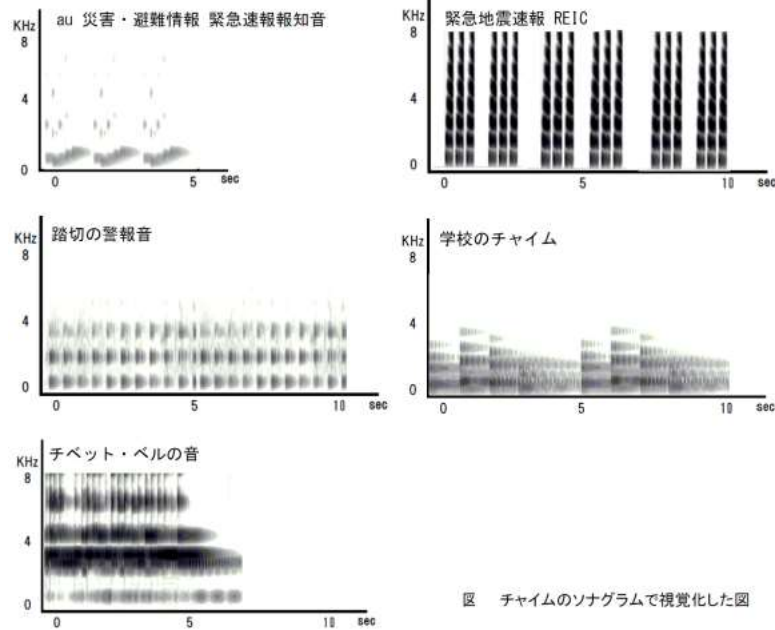 au 災害・避難情報 緊急速報報知音
KHz
8
4
0
0 5 sec
緊急地震速報 REIC
KHz
8
4
0
0 5 10 sec
踏切の警報音
KHz
8
4
0
0 5 10 sec
学校のチャイム
KHz
8
4
0
0 5 10 sec
チベット・ベルの音
KHz
8
4
0
0 5 10 sec
図 チャイムのソナグラムで視覚化した図